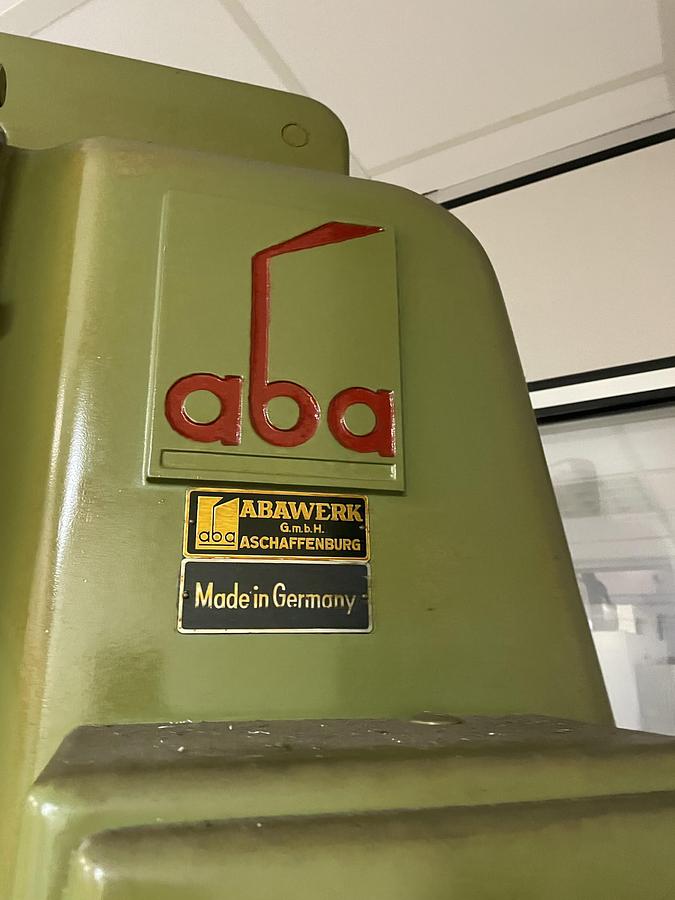 aba
aba
ABAWERK
G.m.b.H.
ASCHAFFENBURG
Made in Germany